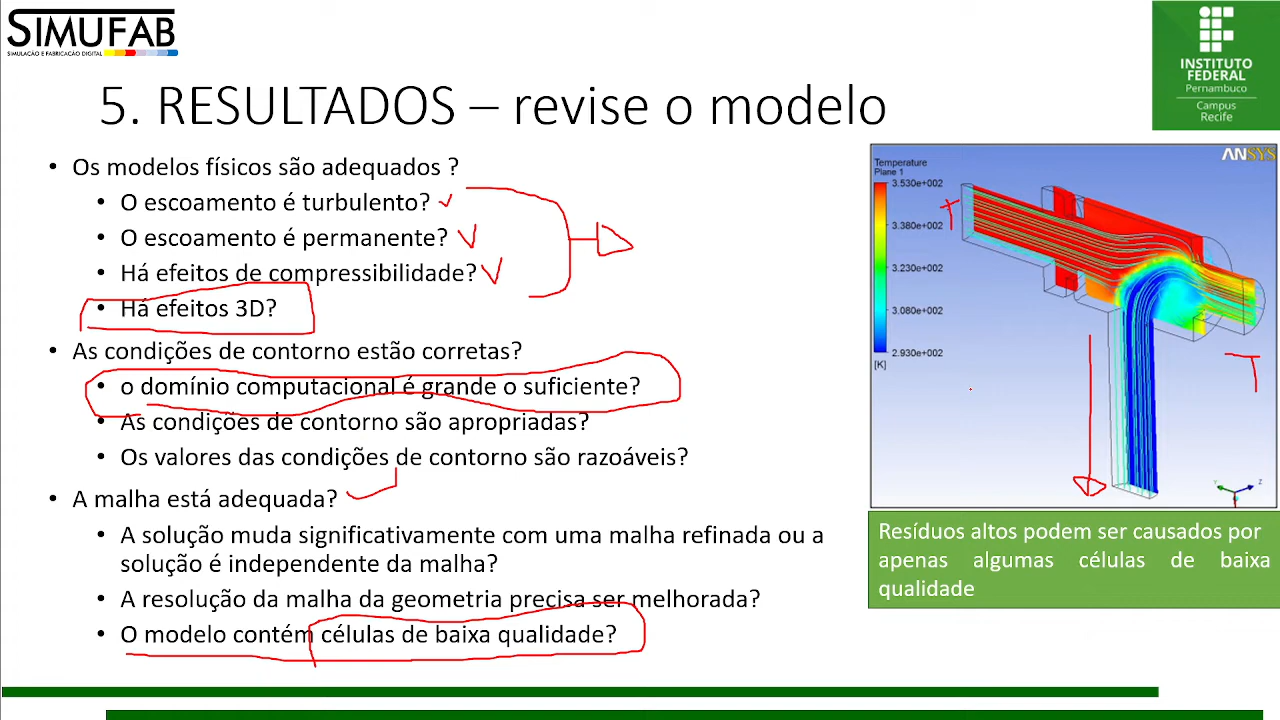 SIMUFAB
SIMULAÇÃO E FABRICAÇÃO DIGITAL
INSTITUTO
FEDERAL
Pernambuco
Campus
Recife
5. RESULTADOS – revise o modelo
• Os modelos físicos são adequados ?
• O escoamento é turbulento?
• O escoamento é permanente?
• Há efeitos de compressibilidade?
• Há efeitos 3D?
• As condições de contorno estão corretas?
• o domínio computacional é grande o suficiente?
• As condições de contorno são apropriadas?
• Os valores das condições de contorno são razoáveis?
• A malha está adequada?
• A solução muda significativamente com uma malha refinada ou a
solução é independente da malha?
• A resolução da malha da geometria precisa ser melhorada?
• O modelo contém células de baixa qualidade?
ANSYS
Temperature
Plane 1
3.530e+002
3.380e+002
3.230e+002
3.080e+002
2.930e+002
[K]
Y
Z
Resíduos altos podem ser causados por
apenas algumas células de baixa
qualidade